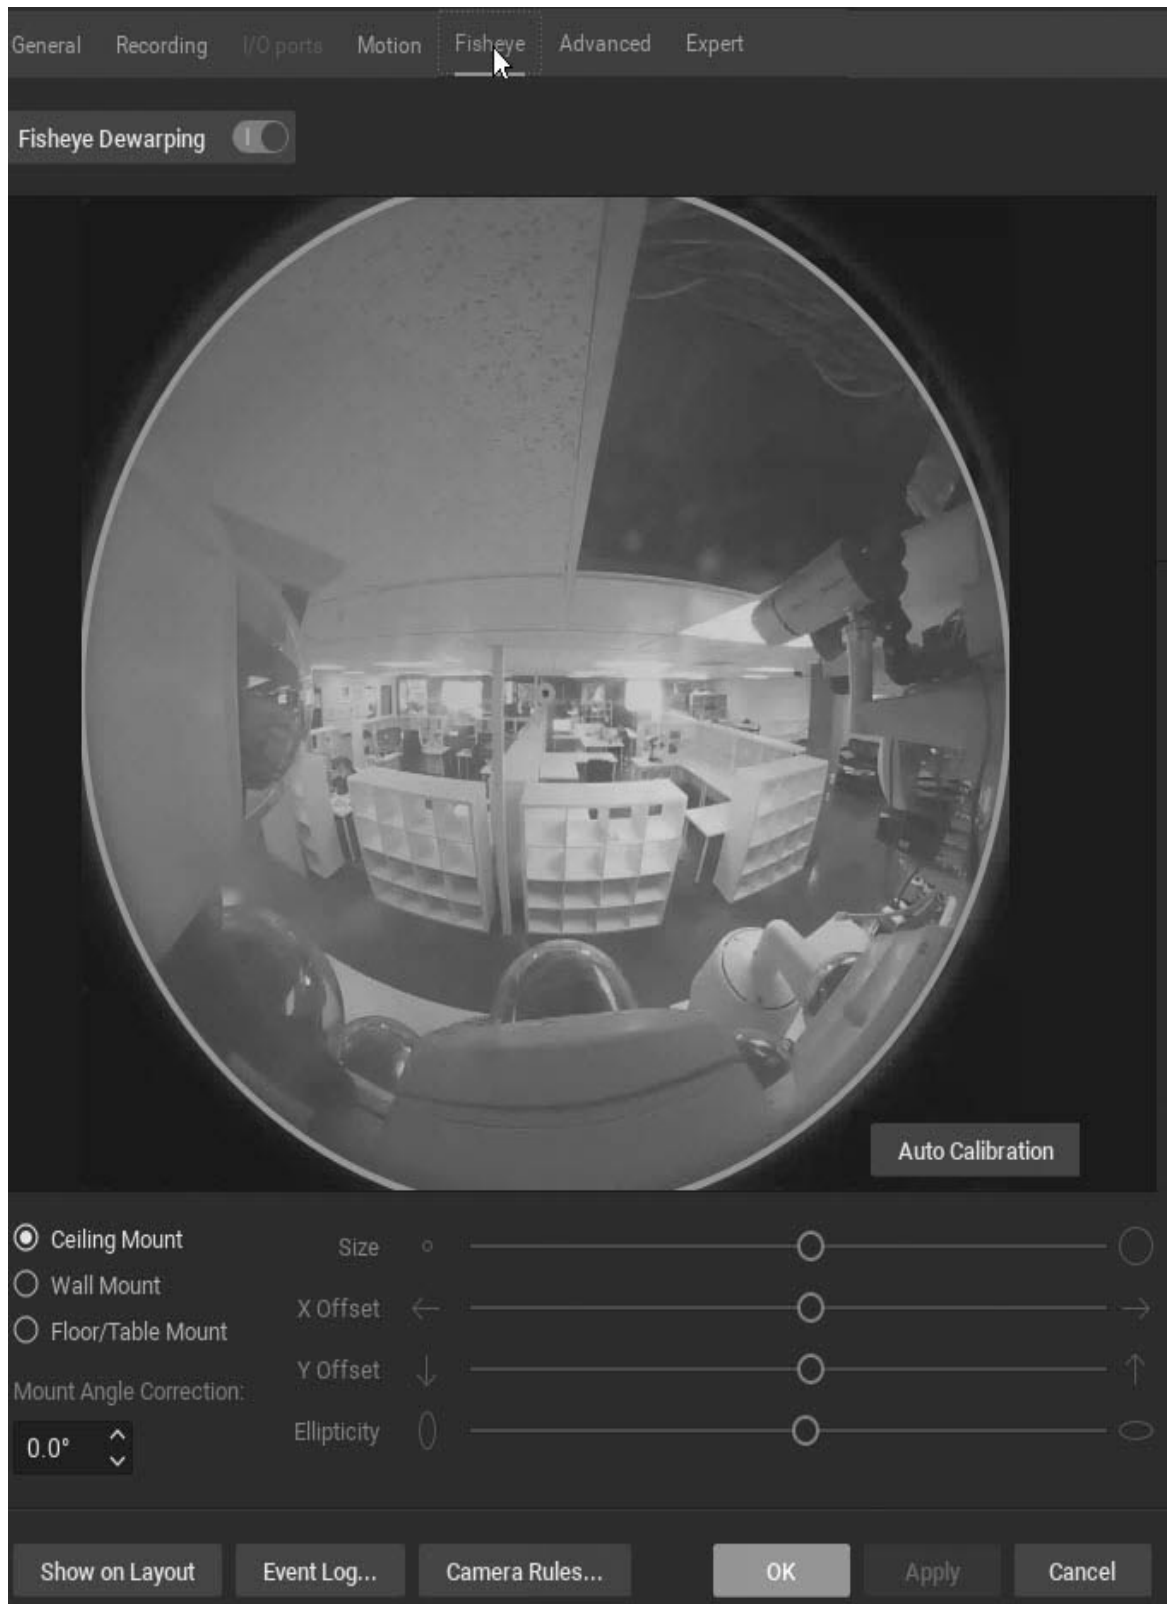 General Recording I/O ports Motion Fisheye Advanced Expert
Fisheye Dewarping
Auto Calibration
Ceiling Mount
Wall Mount
Floor/Table Mount
Mount Angle Correction:
0.0°
Size
X Offset
Y Offset
Ellipticity
Show on Layout Event Log... Camera Rules... OK Apply Cancel